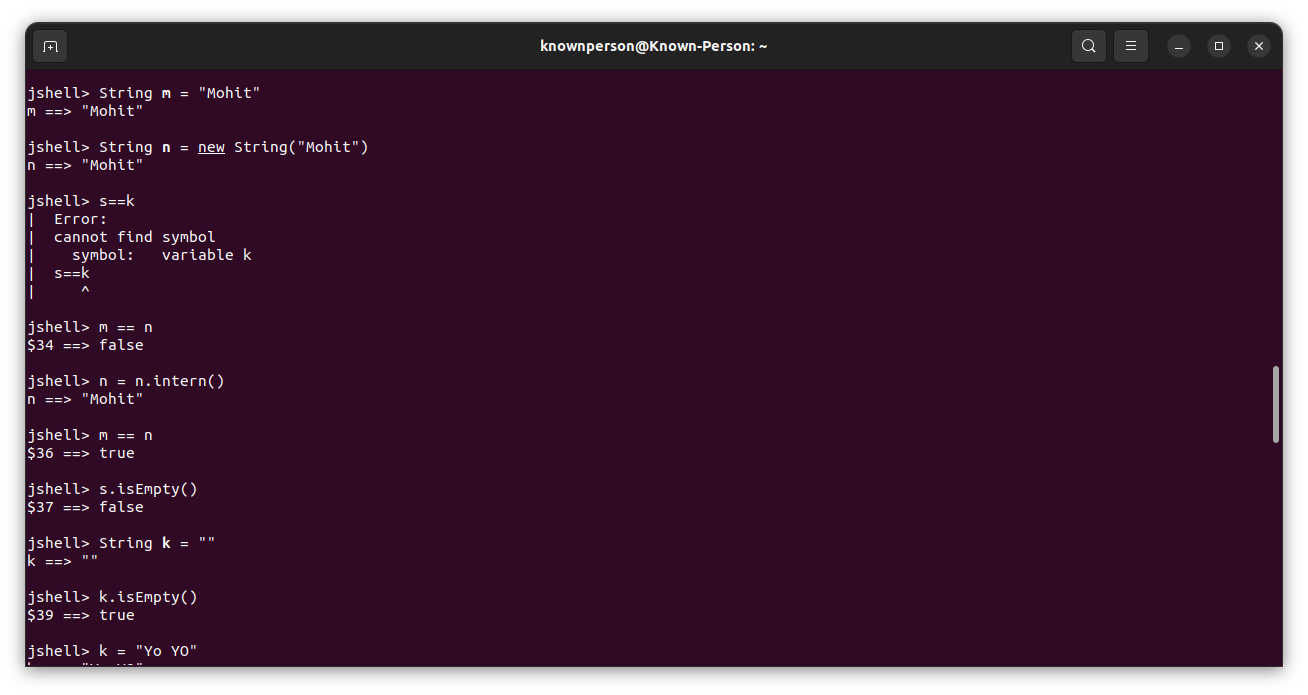 knownperson@Known-Person: ~
jshell> String m = "Mohit"
m ==> "Mohit"
jshell> String n = new String("Mohit")
n ==> "Mohit"
jshell> s==k
|  Error:
|  cannot find symbol
|    symbol:   variable k
|  s==k
|     ^
jshell> m == n
$34 ==> false
jshell> n = n.intern()
n ==> "Mohit"
jshell> m == n
$36 ==> true
jshell> s.isEmpty()
$37 ==> false
jshell> String k = ""
k ==> ""
jshell> k.isEmpty()
$39 ==> true
jshell> k = "Yo YO"